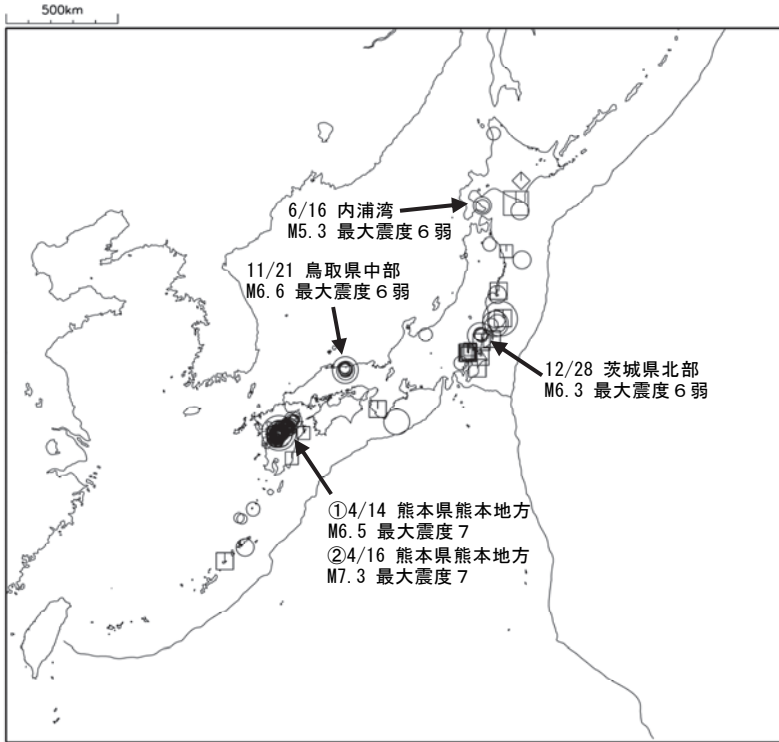 500km
6/16 内浦湾
M5.3 最大震度６弱
11/21 鳥取県中部
M6.6 最大震度６弱
12/28 茨城県北部
M6.3 最大震度６弱
①4/14 熊本県熊本地方
M6.5 最大震度７
②4/16 熊本県熊本地方
M7.3 最大震度７